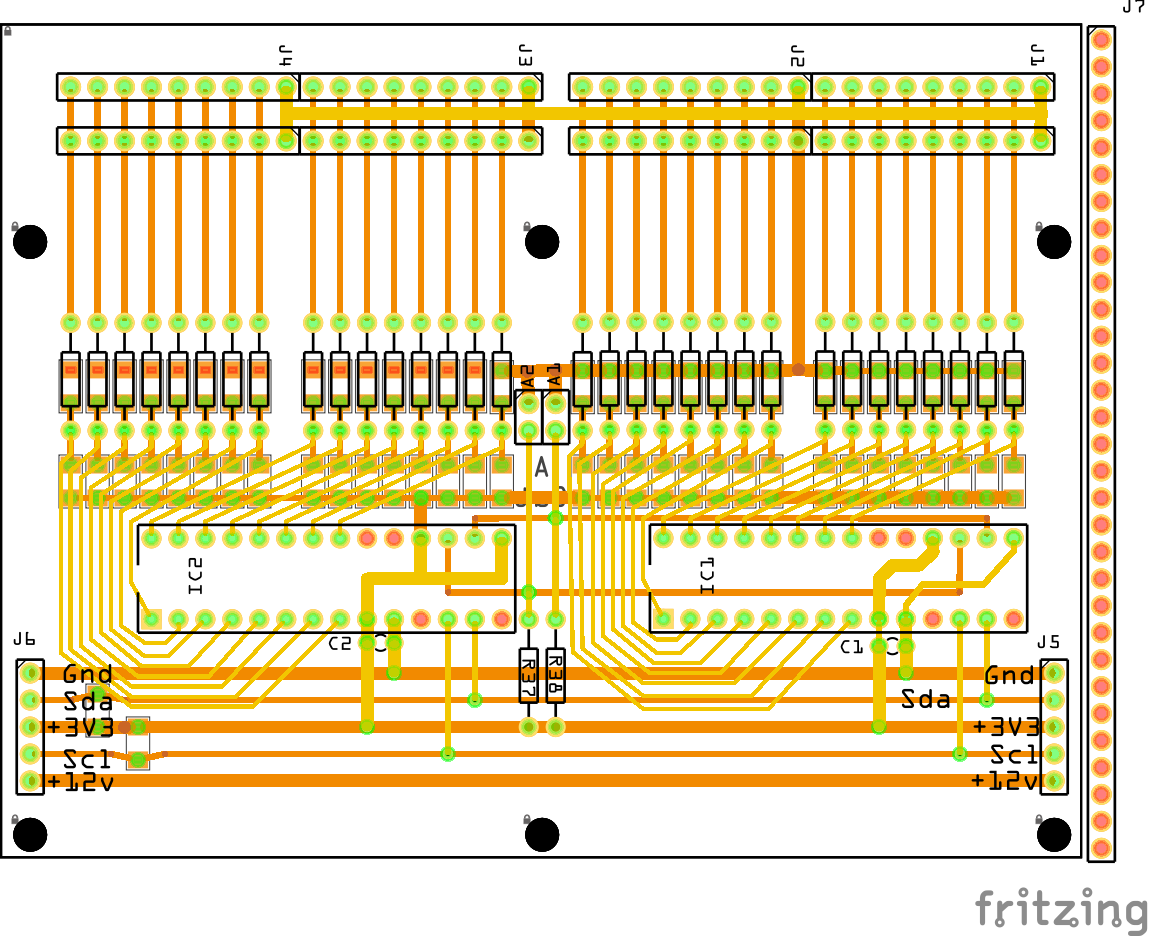 J7
J4
J3
J2
J1
A2
A1
A
IC2
IC1
J6
C2
C1
J5
R37
R38
Gnd
Gnd
Sda
Sda
+3V3
+3V3
Scl
Scl
+12v
+12v
fritzing